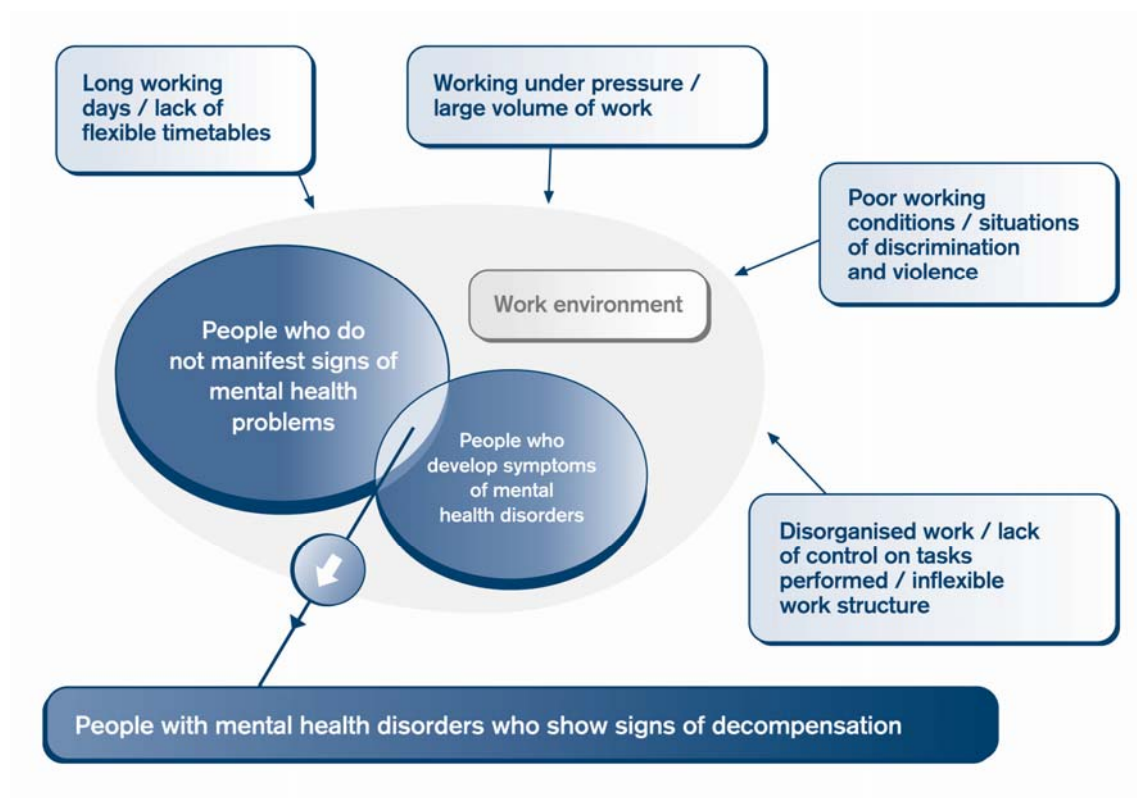 Long working
days / lack of
flexible timetables
Working under pressure /
large volume of work
Poor working
conditions / situations
of discrimination
and violence
Work environment
People who do
not manifest signs of
mental health
problems
People who
develop symptoms
of mental
health disorders
Disorganised work / lack
of control on tasks
performed / inflexible
work structure
People with mental health disorders who show signs of decompensation